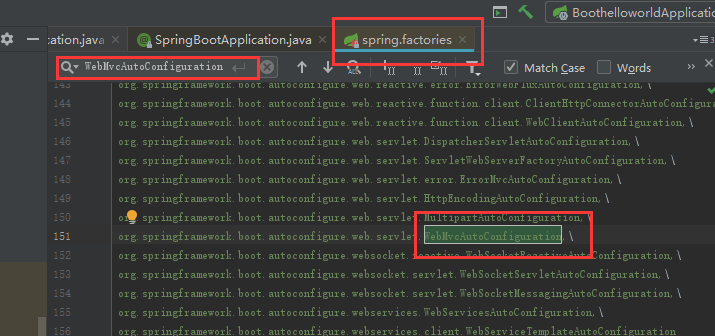 BoothelloworldApplication
cation.java
SpringBootApplication.java
spring.factories
WebMvcAutoConfiguration
Match Case
Words
143 org.springframework.boot.autoconfigure.web.reactive.error.ErrorWebFluxAutoConfiguration,\
144 org.springframework.boot.autoconfigure.web.reactive.function.client.ClientHttpConnectorAutoConfigura
145 org.springframework.boot.autoconfigure.web.reactive.function.client.WebClientAutoConfiguration,\
146 org.springframework.boot.autoconfigure.web.servlet.DispatcherServletAutoConfiguration,\
147 org.springframework.boot.autoconfigure.web.servlet.ServletWebServerFactoryAutoConfiguration,\
148 org.springframework.boot.autoconfigure.web.servlet.error.ErrorMvcAutoConfiguration,\
149 org.springframework.boot.autoconfigure.web.servlet.HttpEncodingAutoConfiguration,\
150 org.springframework.boot.autoconfigure.web.servlet.MultipartAutoConfiguration,\
151 org.springframework.boot.autoconfigure.web.servlet.WebMvcAutoConfiguration,\
152 org.springframework.boot.autoconfigure.websocket.reactive.WebSocketReactiveAutoConfiguration,\
153 org.springframework.boot.autoconfigure.websocket.servlet.WebSocketServletAutoConfiguration,\
154 org.springframework.boot.autoconfigure.websocket.servlet.WebSocketMessagingAutoConfiguration,\
155 org.springframework.boot.autoconfigure.webservices.WebServicesAutoConfiguration,\
156 org.springframework.boot.autoconfigure.webservices.client.WebServiceTemplateAutoConfiguration